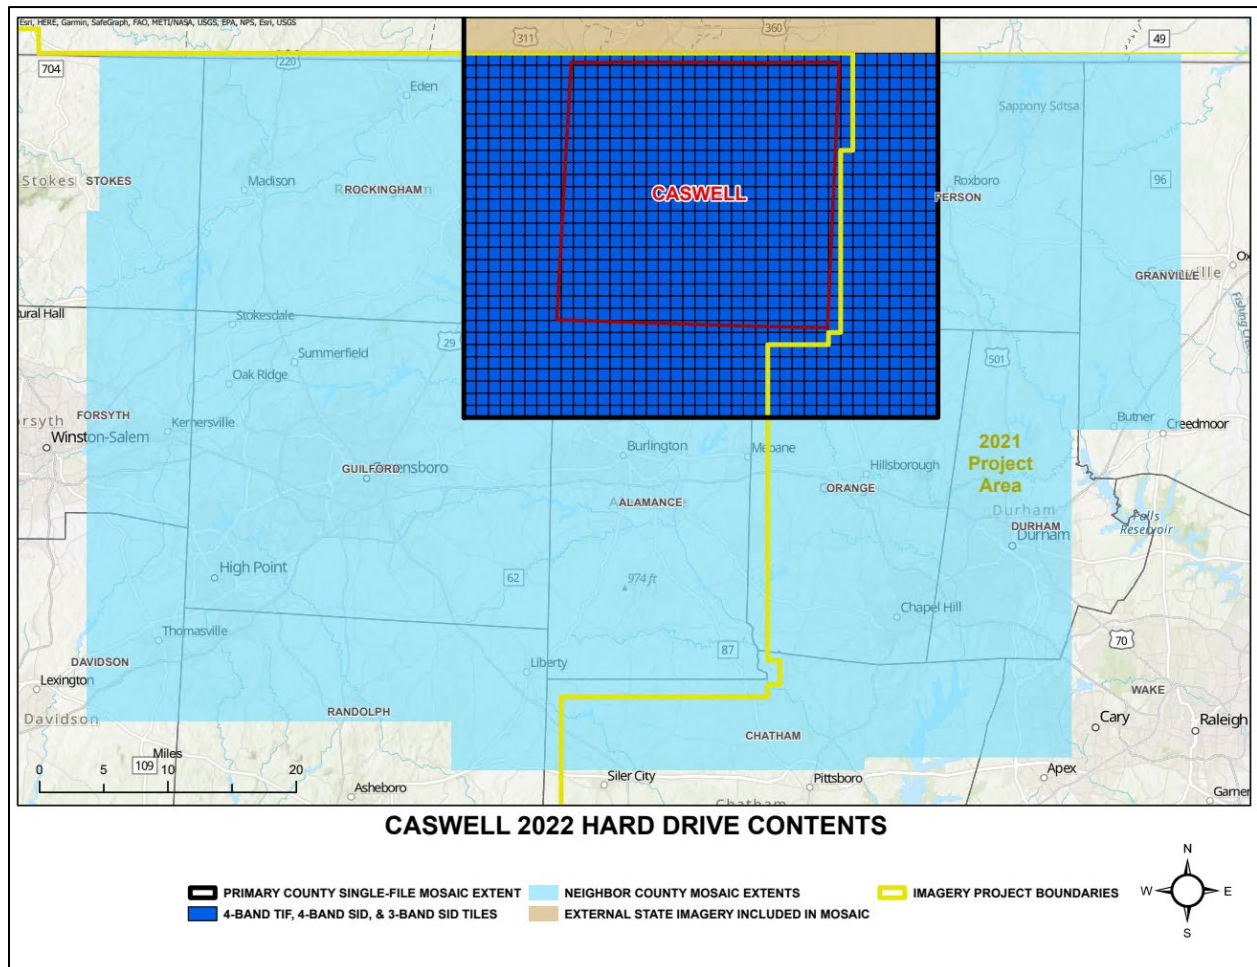 Esri, HERE, Garmin, SafeGraph, FAO, METI/NASA, USGS, EPA, NPS, Esri, USGS
311
360
49
704
220
Eden
Sappony Sdtsa
Stokes
STOKES
Madison
ROCKINGHAM
CASWELL
Roxboro
PERSON
96
GRANVILLE
Stokesdale
29
Summerfield
501
Oak Ridge
FORSYTH
Kernersville
Winston-Salem
Butner
Creedmoor
Burlington
Mebane
2021
Project
Area
Hillsborough
GUILFORD
Greensboro
ORANGE
ALAMANCE
Durham
DURHAM
Durham
Falls
Reservoir
High Point
62
974 ft
Chapel Hill
Thomasville
87
70
Liberty
DAVIDSON
Lexington
WAKE
RANDOLPH
Davidson
CHATHAM
Cary
Raleigh
Miles
109
0 5 10 20
Asheboro
Siler City
Pittsboro
Apex
Chatham
Garner
CASWELL 2022 HARD DRIVE CONTENTS
PRIMARY COUNTY SINGLE-FILE MOSAIC EXTENT
NEIGHBOR COUNTY MOSAIC EXTENTS
IMAGERY PROJECT BOUNDARIES
4-BAND TIF, 4-BAND SID, & 3-BAND SID TILES
EXTERNAL STATE IMAGERY INCLUDED IN MOSAIC
N
W E
S